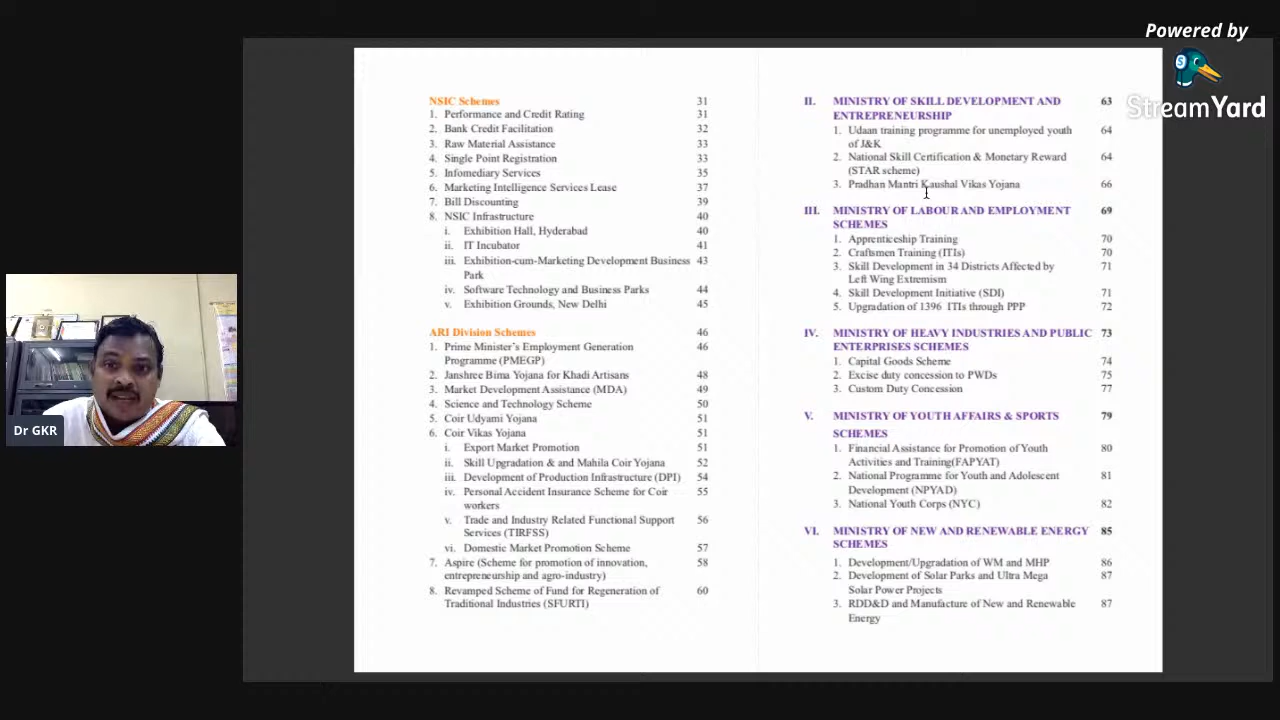 Powered by
StreamYard
NSIC Schemes 31
1. Performance and Credit Rating 31
2. Bank Credit Facilitation 32
3. Raw Material Assistance 33
4. Single Point Registration 33
5. Infomediary Services 35
6. Marketing Intelligence Services Lease 37
7. Bill Discounting 39
8. NSIC Infrastructure 40
i. Exhibition Hall, Hyderabad 40
ii. IT Incubator 41
iii. Exhibition-cum-Marketing Development Business 43
Park
iv. Software Technology and Business Parks 44
v. Exhibition Grounds, New Delhi 45
ARI Division Schemes 46
1. Prime Minister's Employment Generation 46
Programme (PMEGP)
2. Janshree Bima Yojana for Khadi Artisans 48
3. Market Development Assistance (MDA) 49
4. Science and Technology Scheme 50
5. Coir Udyami Yojana 51
6. Coir Vikas Yojana 51
i. Export Market Promotion 51
ii. Skill Upgradation & and Mahila Coir Yojana 52
iii. Development of Production Infrastructure (DPI) 54
iv. Personal Accident Insurance Scheme for Coir 55
workers
v. Trade and Industry Related Functional Support 56
Services (TIRFSS)
vi. Domestic Market Promotion Scheme 57
7. Aspire (Scheme for promotion of innovation, 58
entrepreneurship and agro-industry)
8. Revamped Scheme of Fund for Regeneration of 60
Traditional Industries (SFURTI)
II. MINISTRY OF SKILL DEVELOPMENT AND 63
ENTREPRENEURSHIP
1. Udaan training programme for unemployed youth 64
of J&K
2. National Skill Certification & Monetary Reward 64
(STAR scheme)
3. Pradhan Mantri Kaushal Vikas Yojana 66
III. MINISTRY OF LABOUR AND EMPLOYMENT 69
SCHEMES
1. Apprenticeship Training 70
2. Craftsmen Training (ITIs) 70
3. Skill Development in 34 Districts Affected by 71
Left Wing Extremism
4. Skill Development Initiative (SDI) 71
5. Upgradation of 1396 ITIs through PPP 72
IV. MINISTRY OF HEAVY INDUSTRIES AND PUBLIC 73
ENTERPRISES SCHEMES
1. Capital Goods Scheme 74
2. Excise duty concession to PWDs 75
3. Custom Duty Concession 77
V. MINISTRY OF YOUTH AFFAIRS & SPORTS 79
SCHEMES
1. Financial Assistance for Promotion of Youth 80
Activities and Training(FAPYAT)
2. National Programme for Youth and Adolescent 81
Development (NPYAD)
3. National Youth Corps (NYC) 82
VI. MINISTRY OF NEW AND RENEWABLE ENERGY 85
SCHEMES
1. Development/Upgradation of WM and MHP 86
2. Development of Solar Parks and Ultra Mega 87
Solar Power Projects
3. RDD&D and Manufacture of New and Renewable 87
Energy
Dr GKR